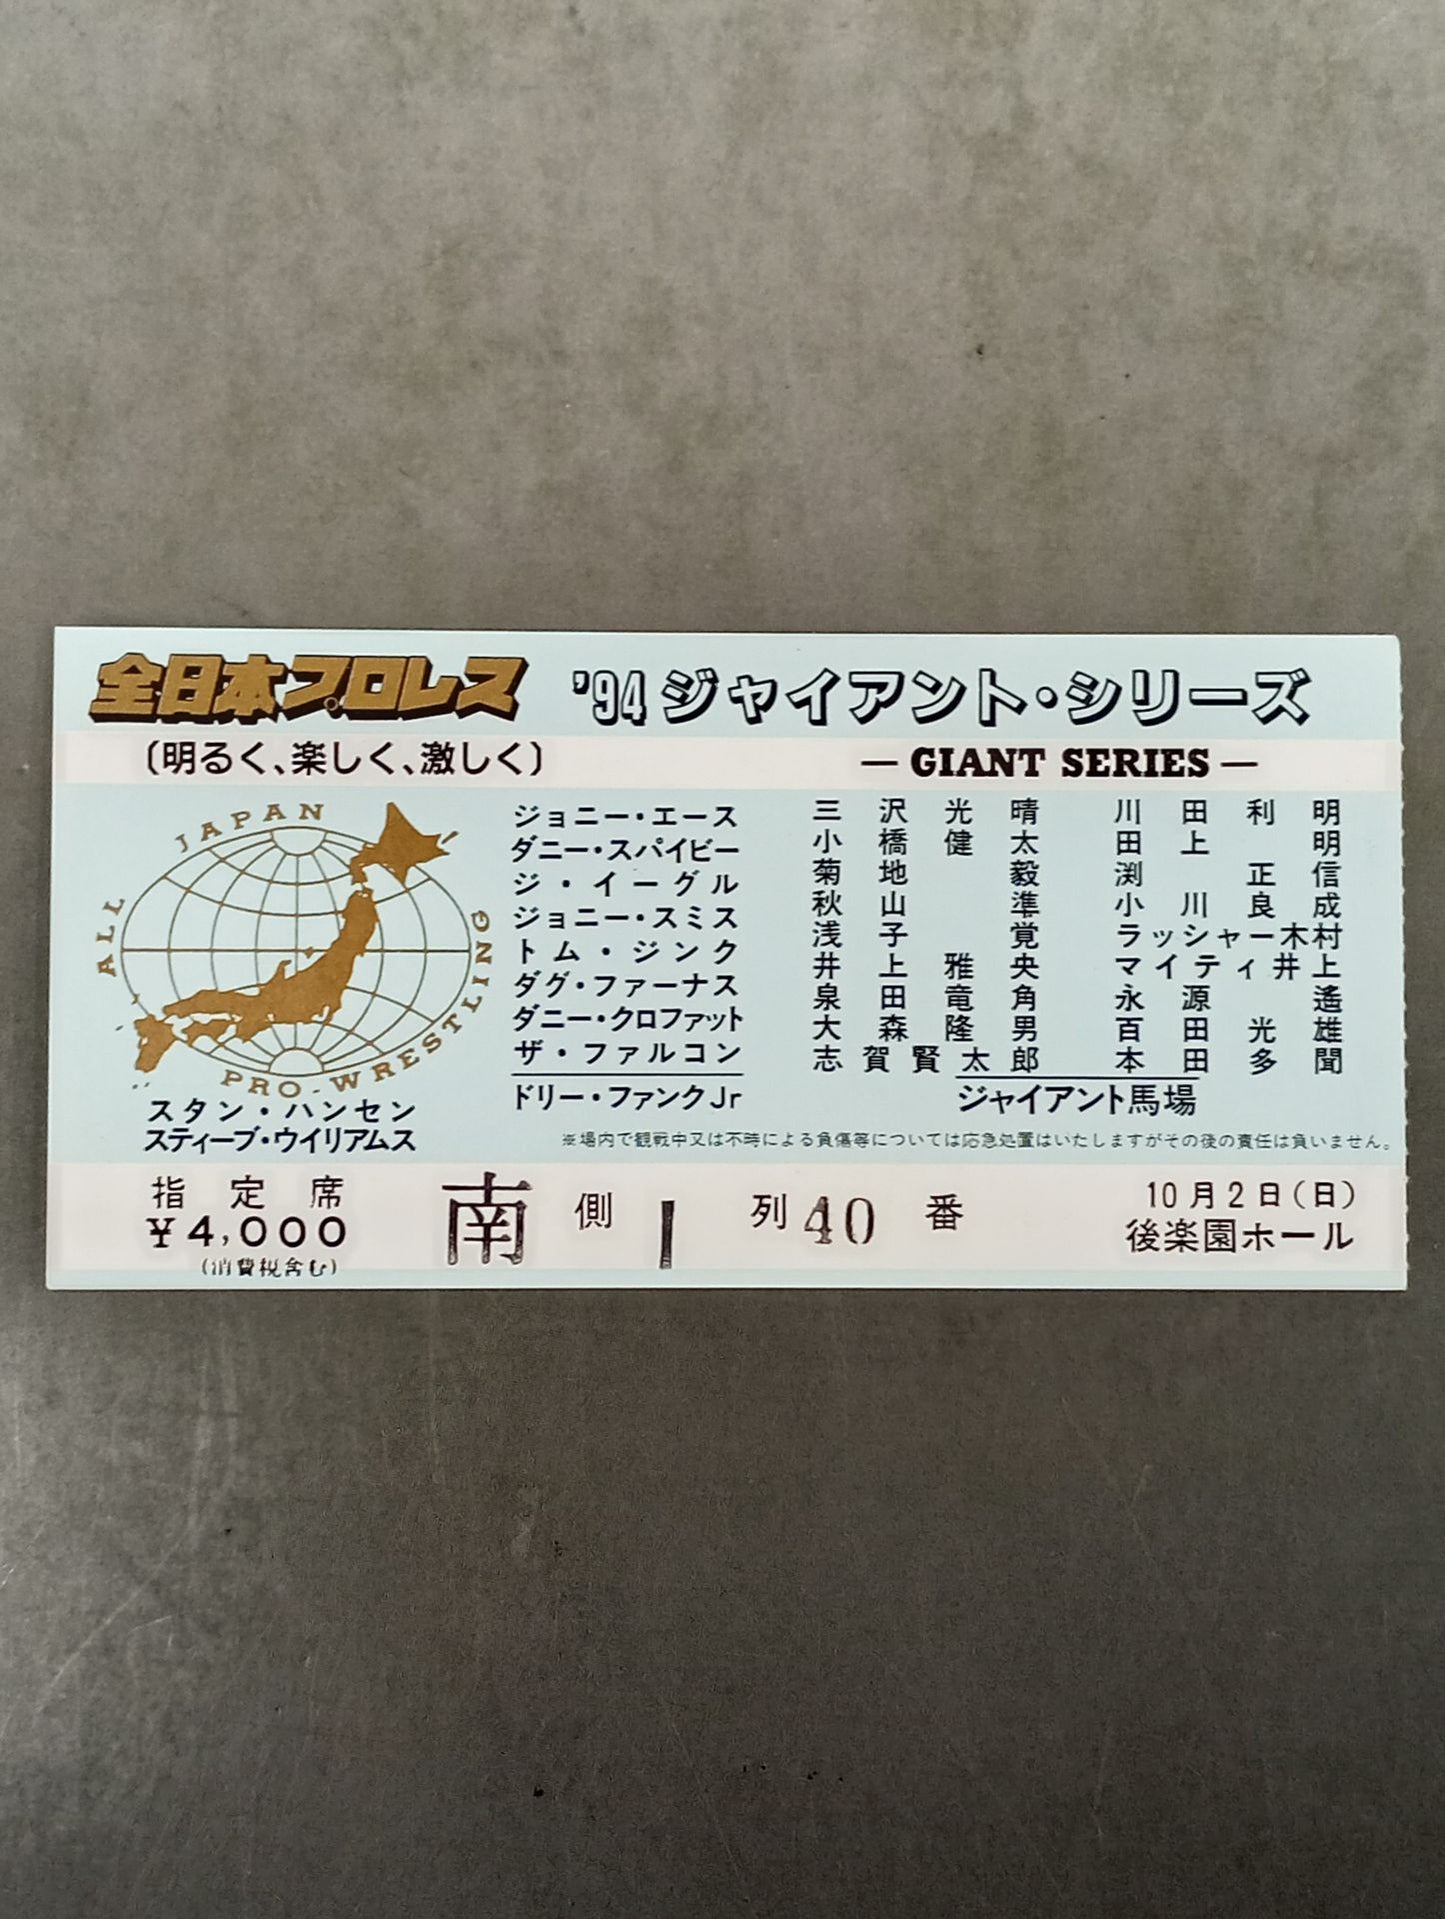 全日本プロレス
'94 ジャイアント・シリーズ
〔明るく、楽しく、激しく〕
— GIANT SERIES —
ALL JAPAN PRO-WRESTLING
スタン・ハンセン
スティーブ・ウイリアムス
ジョニー・エース
ダニー・スパイビー
ジ・イーグル
ジョニー・スミス
トム・ジンク
ダグ・ファーナス
ダニー・クロファット
ザ・ファルコン
ドリー・ファンクJr
三沢光晴 川田利明
小橋健太 田上明
菊地毅 渕正信
秋山準 小川良成
浅子覚 ラッシャー木村
井上雅央 マイティ井上
泉田竜角 永源遙
大森隆男 百田光雄
志賀賢太郎 本田多聞
ジャイアント馬場
※場内で観戦中又は不時による負傷等については応急処置はいたしますがその後の責任は負いません。
指定席
¥4,000
(消費税含む)
南側 1 列 40 番
10月2日(日)
後楽園ホール